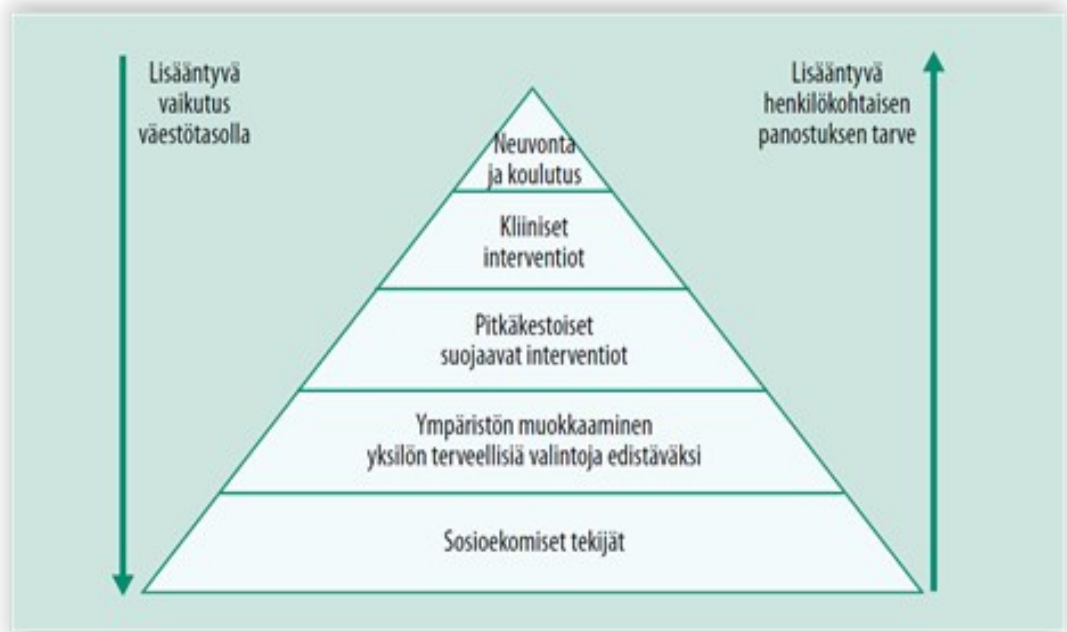 Lisääntyvä
vaikutus
väestötasolla
Lisääntyvä
henkilökohtaisen
panostuksen tarve
Neuvonta
ja koulutus
Kliiniset
interventiot
Pitkäkestoiset
suojaavat interventiot
Ympäristön muokkaaminen
yksilön terveellisiä valintoja edistäväksi
Sosioekomiset tekijät